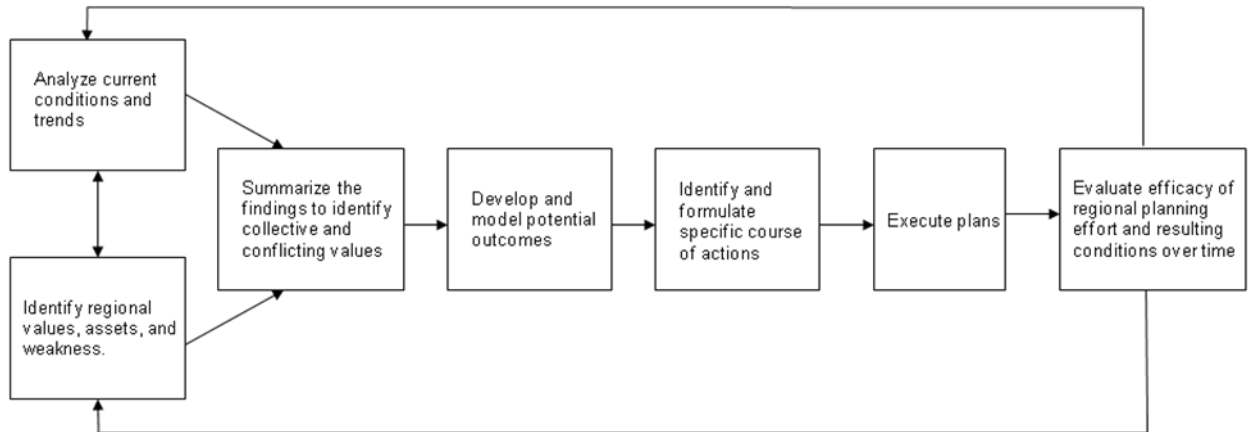 Analyze current
conditions and
trends
Identify regional
values, assets, and
weakness.
Summarize the
findings to identify
collective and
conflicting values
Develop and
model potential
outcomes
Identify and
formulate
specific course
of actions
Execute plans
Evaluate efficacy of
regional planning
effort and resulting
conditions over time